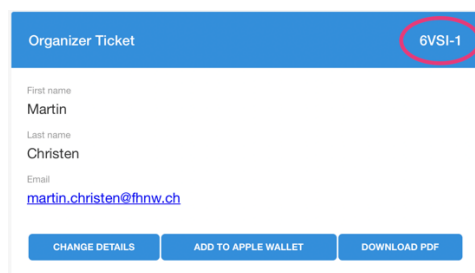 Organizer Ticket 6VSI-1
First name
Martin
Last name
Christen
Email
martin.christen@fhnw.ch
CHANGE DETAILS ADD TO APPLE WALLET DOWNLOAD PDF